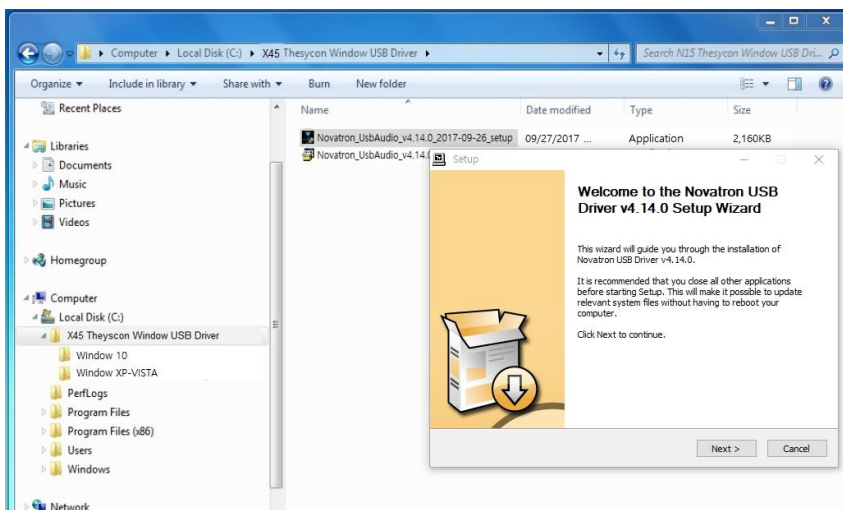 Computer ▸ Local Disk (C:) ▸ X45 Thesycon Window USB Driver ▸
Search N15 Thesycon Window USB Dri...
Organize ▾ Include in library ▾ Share with ▾ Burn New folder
Recent Places
Libraries
Documents
Music
Pictures
Videos
Homegroup
Computer
Local Disk (C:)
X45 Theyscon Window USB Driver
Window 10
Window XP-VISTA
PerfLogs
Program Files
Program Files (x86)
Users
Windows
Network
Name Date modified Type Size
Novatron_UsbAudio_v4.14.0_2017-09-26_setup 09/27/2017 ... Application 2,160KB
Novatron_UsbAudio_v4.14.
Setup
Welcome to the Novatron USB
Driver v4.14.0 Setup Wizard
This wizard will guide you through the installation of
Novatron USB Driver v4.14.0.
It is recommended that you close all other applications
before starting Setup. This will make it possible to update
relevant system files without having to reboot your
computer.
Click Next to continue.
Next > Cancel